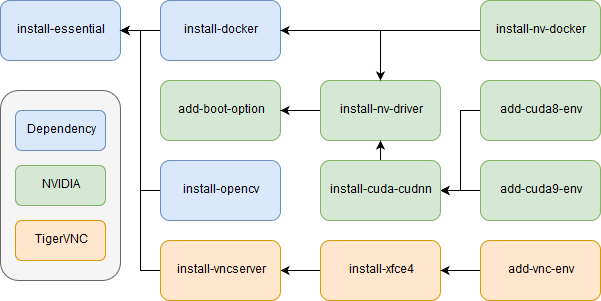 install-essential
install-docker
install-nv-docker
add-boot-option
install-nv-driver
add-cuda8-env
Dependency
NVIDIA
TigerVNC
install-opencv
install-cuda-cudnn
add-cuda9-env
install-vncserver
install-xfce4
add-vnc-env